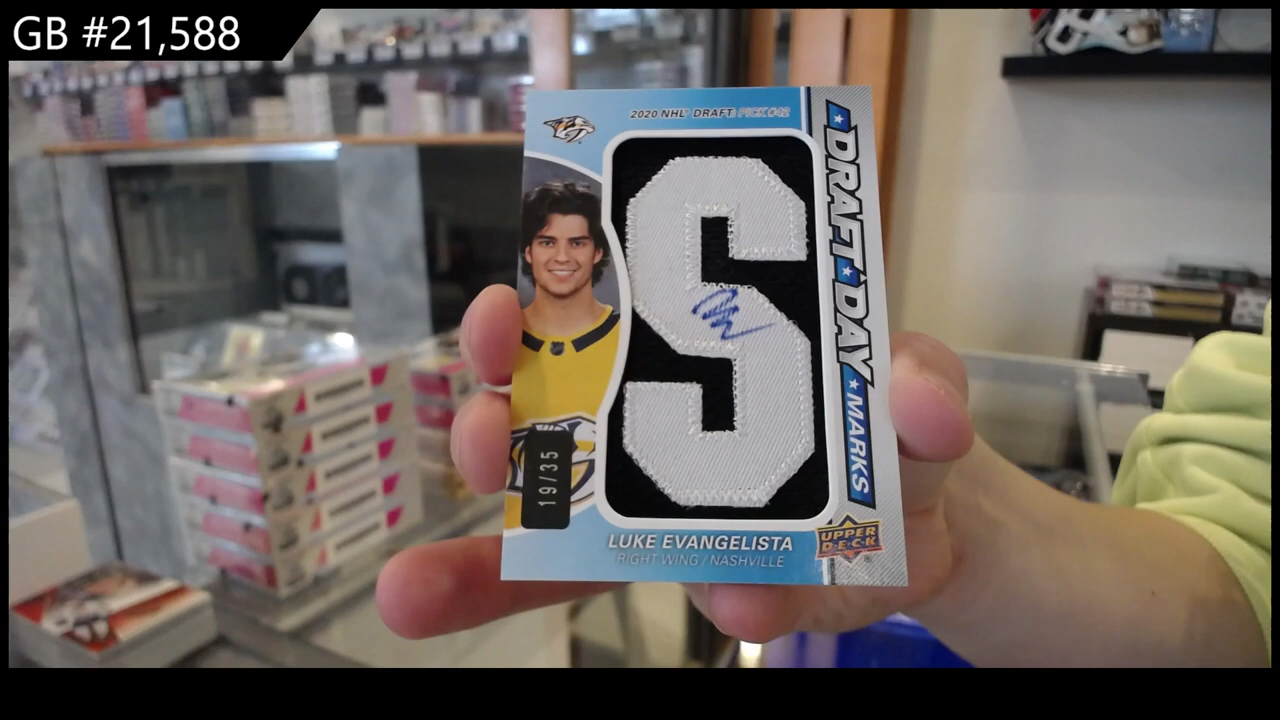 GB #21,588
2020 NHL DRAFT PICK #42
DRAFT DAY MARKS
S
19/35
LUKE EVANGELISTA
RIGHT WING / NASHVILLE
UPPER DECK